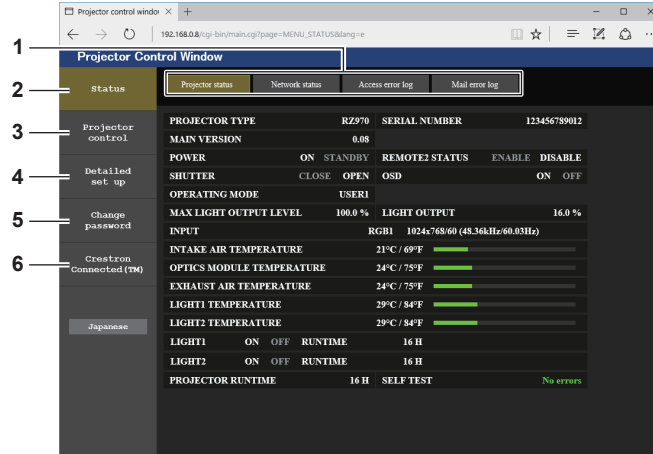 Projector control windov
192.168.0.8/cgi-bin/main.cgi?page=MENU_STATUS&lang=e
Projector Control Window
1
2
3
4
5
6
Status
Projector
control
Detailed
set up
Change
password
Crestron
Connected(TM)
Japanese
Projector status Network status Access error log Mail error log
PROJECTOR TYPE RZ970 SERIAL NUMBER 123456789012
MAIN VERSION 0.08
POWER ON STANDBY REMOTE2 STATUS ENABLE DISABLE
SHUTTER CLOSE OPEN OSD ON OFF
OPERATING MODE USER1
MAX LIGHT OUTPUT LEVEL 100.0 % LIGHT OUTPUT 16.0 %
INPUT RGB1 1024x768/60 (48.36kHz/60.03Hz)
INTAKE AIR TEMPERATURE 21°C / 69°F
OPTICS MODULE TEMPERATURE 24°C / 75°F
EXHAUST AIR TEMPERATURE 24°C / 75°F
LIGHT1 TEMPERATURE 29°C / 84°F
LIGHT2 TEMPERATURE 29°C / 84°F
LIGHT1 ON OFF RUNTIME 16 H
LIGHT2 ON OFF RUNTIME 16 H
PROJECTOR RUNTIME 16 H SELF TEST No errors